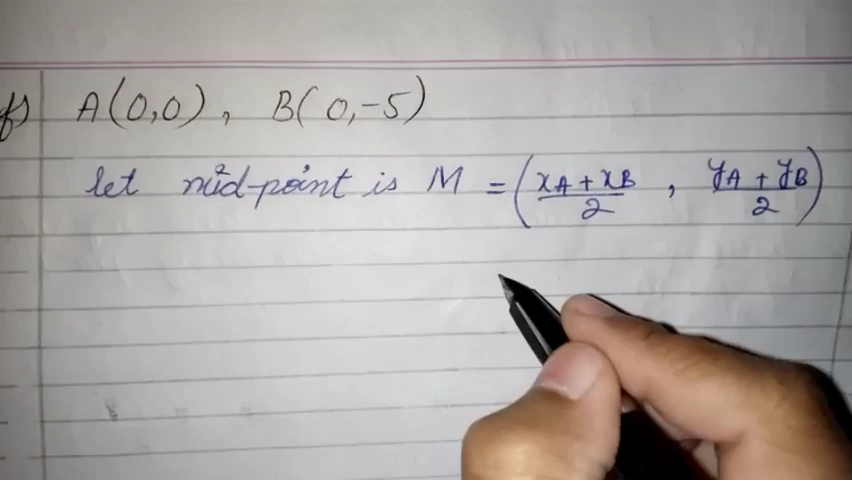 f) A(0,0), B(0,-5)
let mid-point is M = ((xA + xB)/2, (yA + yB)/2)